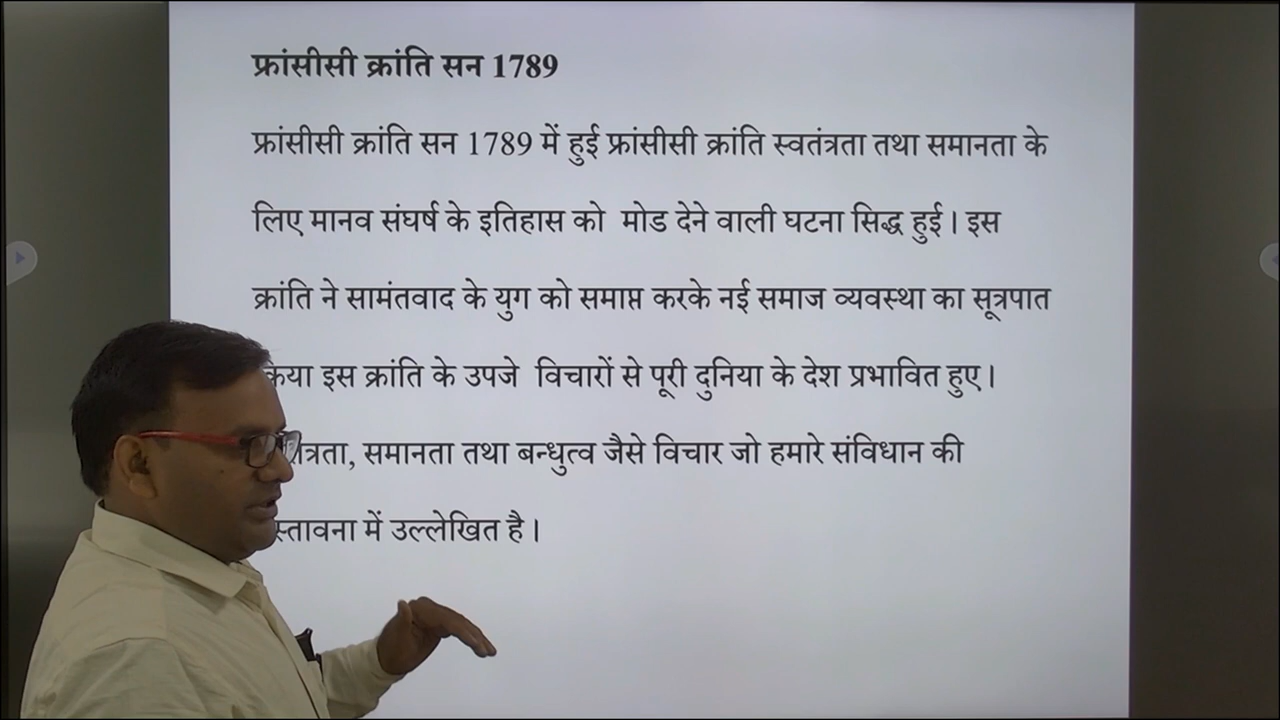 फ्रांसीसी क्रांति सन 1789
फ्रांसीसी क्रांति सन 1789 में हुई फ्रांसीसी क्रांति स्वतंत्रता तथा समानता के
लिए मानव संघर्ष के इतिहास को मोड देने वाली घटना सिद्ध हुई। इस
क्रांति ने सामंतवाद के युग को समाप्त करके नई समाज व्यवस्था का सूत्रपात
इस क्रांति के उपजे विचारों से पूरी दुनिया के देश प्रभावित हुए।
समानता तथा बन्धुत्व जैसे विचार जो हमारे संविधान की
में उल्लेखित है।